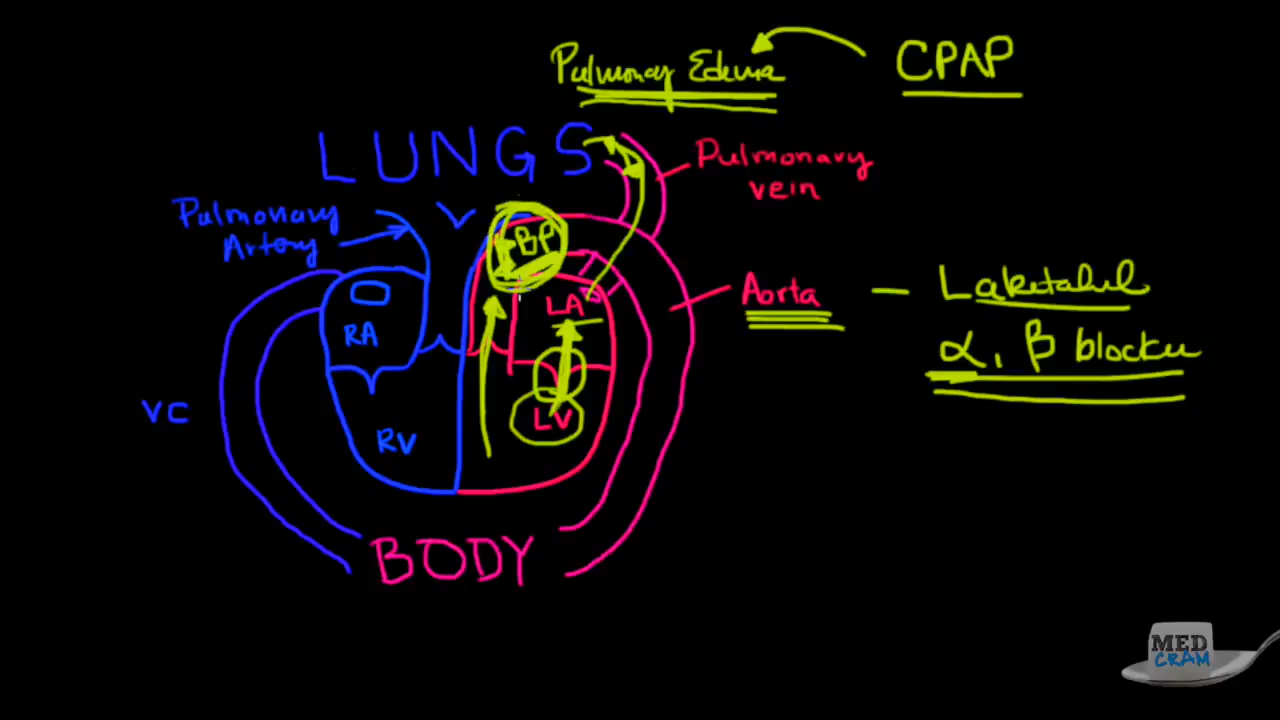 Pulmonary Edema
CPAP
LUNGS
Pulmonary
vein
Pulmonary
Artery
BP
Aorta
Laketalul
α, β blocker
LA
RA
VC
LV
RV
BODY
MED
CRAM